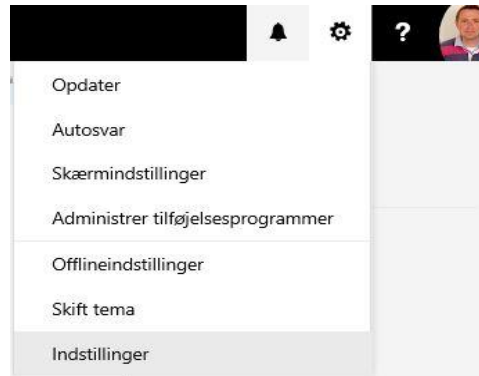 ?
Opdater
Autosvar
Skærmindstillinger
Administrer tilføjelsesprogrammer
Offlineindstillinger
Skift tema
Indstillinger